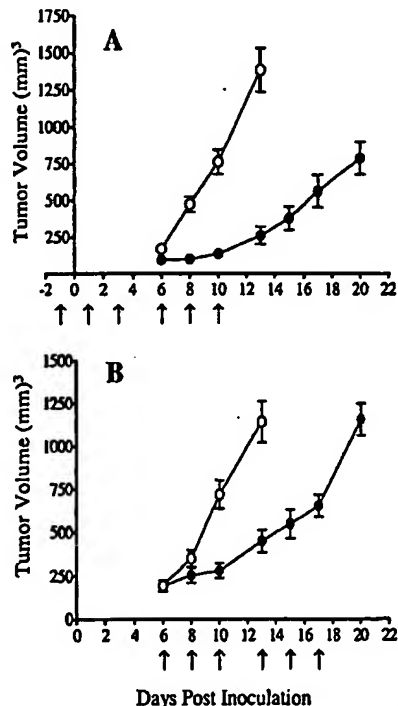 A
Tumor Volume (mm)³
1750
1500
1250
750
500
250
-2 0 2 4 6 8 10 12 14 16 18 20 22
↑ ↑ ↑ ↑ ↑ ↑
B
Tumor Volume (mm)³
1500
1250
1000
750
500
250
0
0 2 4 6 8 10 12 14 16 18 20 22
↑ ↑ ↑ ↑ ↑ ↑
Days Post Inoculation